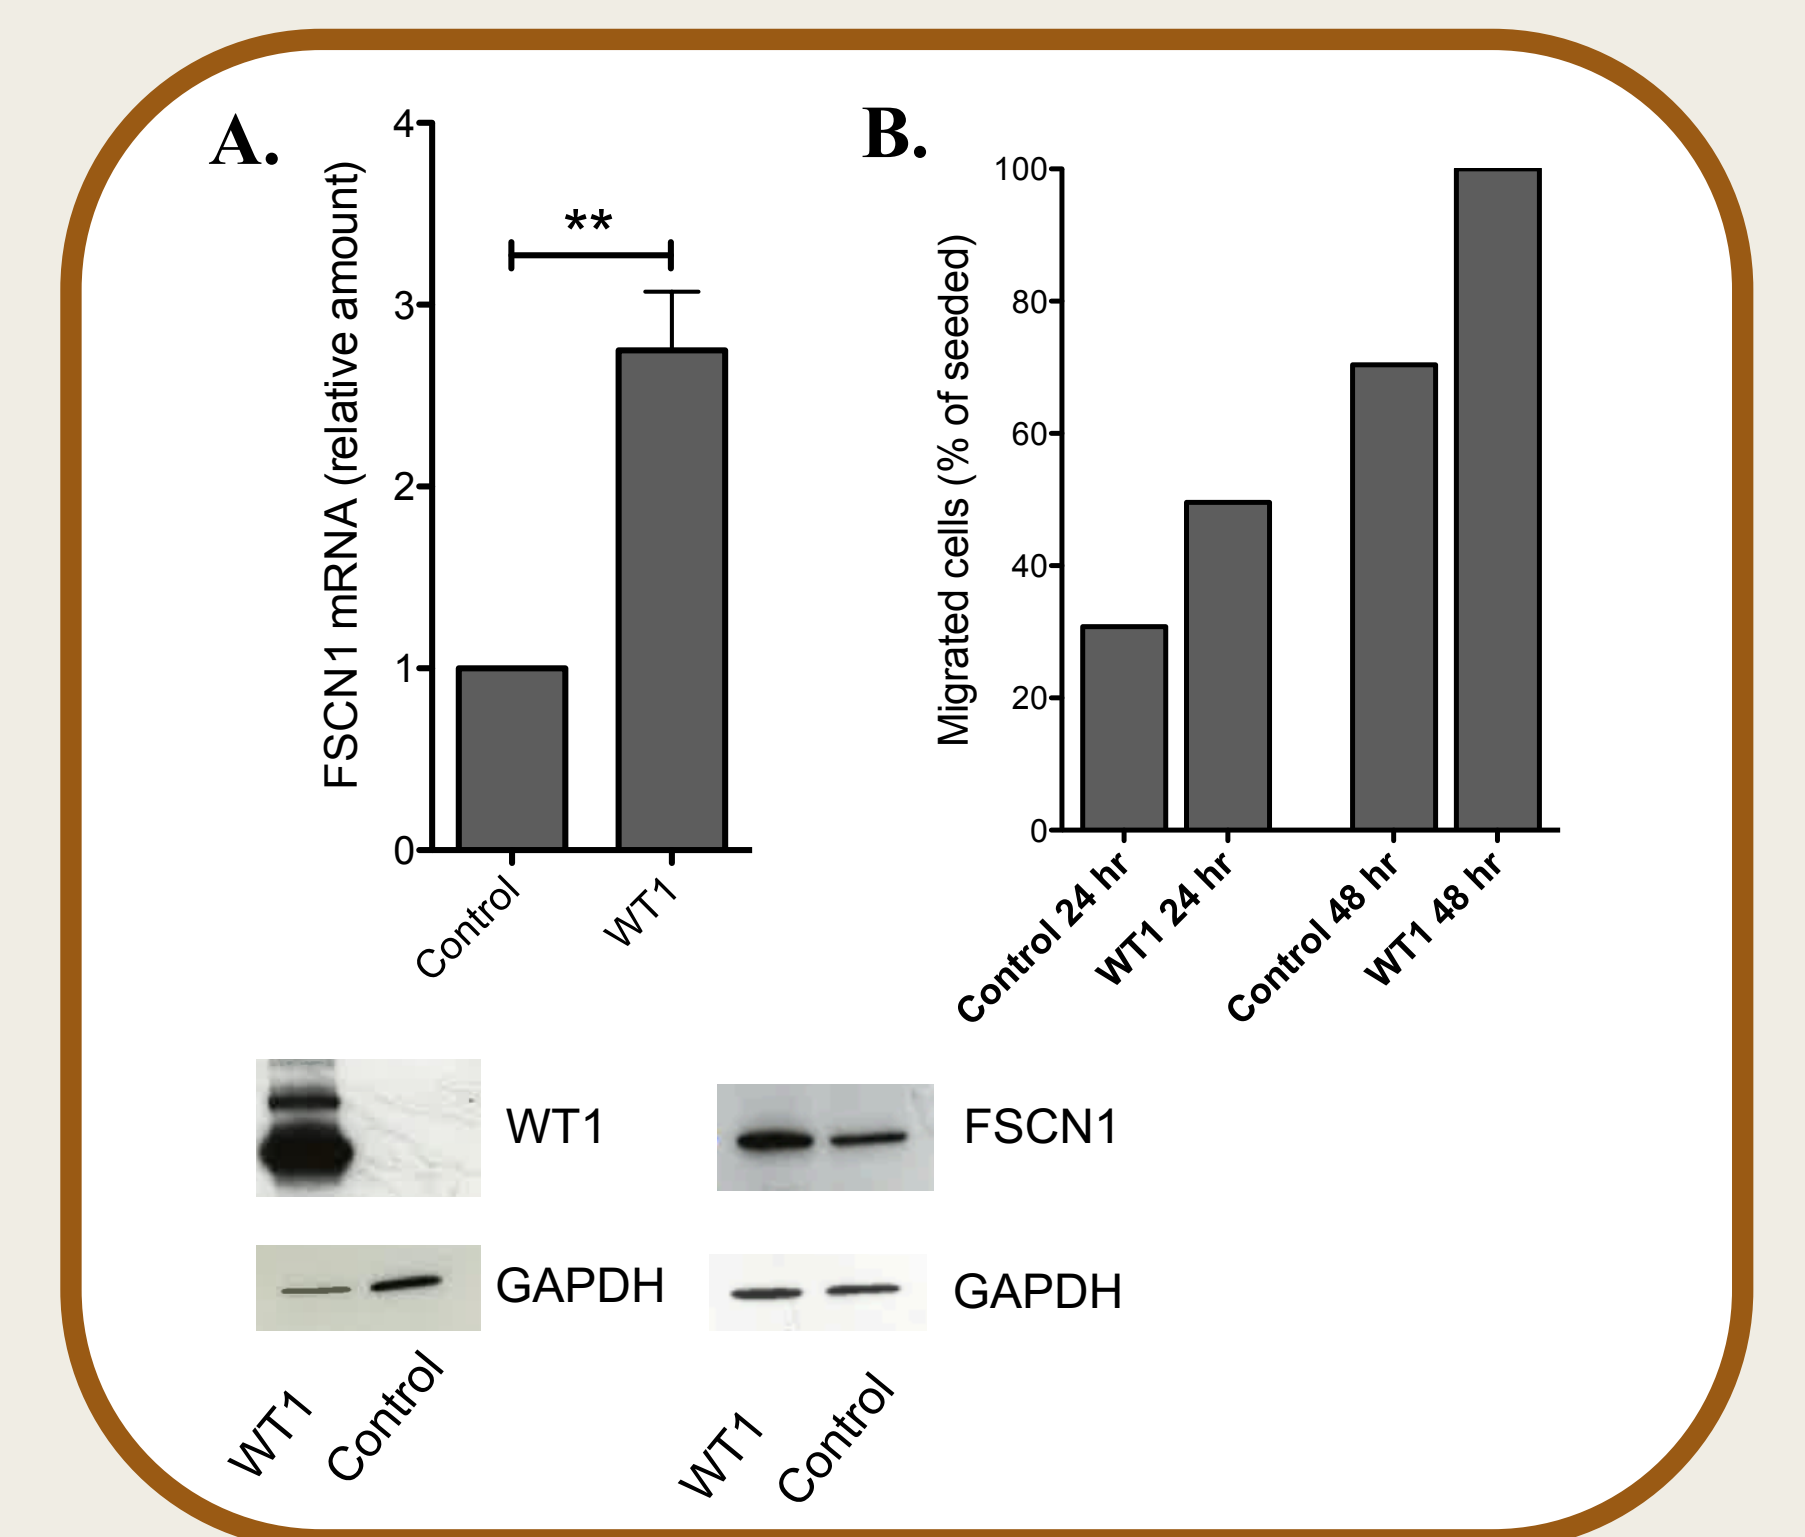 A.
FSCN1 mRNA (relative amount)
4
3
2
1
0
**
Control
WT1
B.
Migrated cells (% of seeded)
100
80
60
40
20
0
Control 24 hr
WT1 24 hr
Control 48 hr
WT1 48 hr
WT1
FSCN1
GAPDH
GAPDH
WT1
Control
WT1
Control